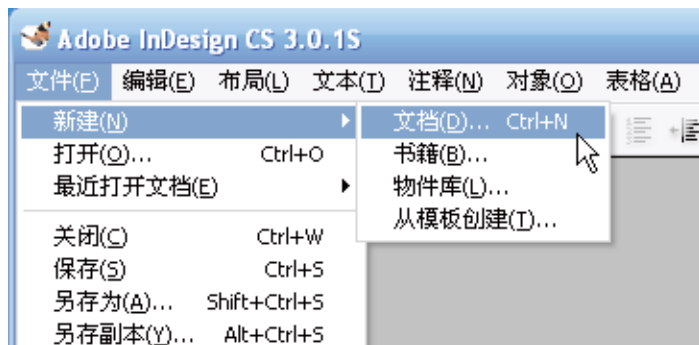 Adobe InDesign CS 3.0.1S
文件(F) 编辑(E) 布局(L) 文本(T) 注释(N) 对象(O) 表格(A)
新建(N)
打开(O)... Ctrl+O
最近打开文档(E)
关闭(C) Ctrl+W
保存(S) Ctrl+S
另存为(A)... Shift+Ctrl+S
另存副本(Y)... Alt+Ctrl+S
文档(D)... Ctrl+N
书籍(B)...
物件库(L)...
从模板创建(T)...